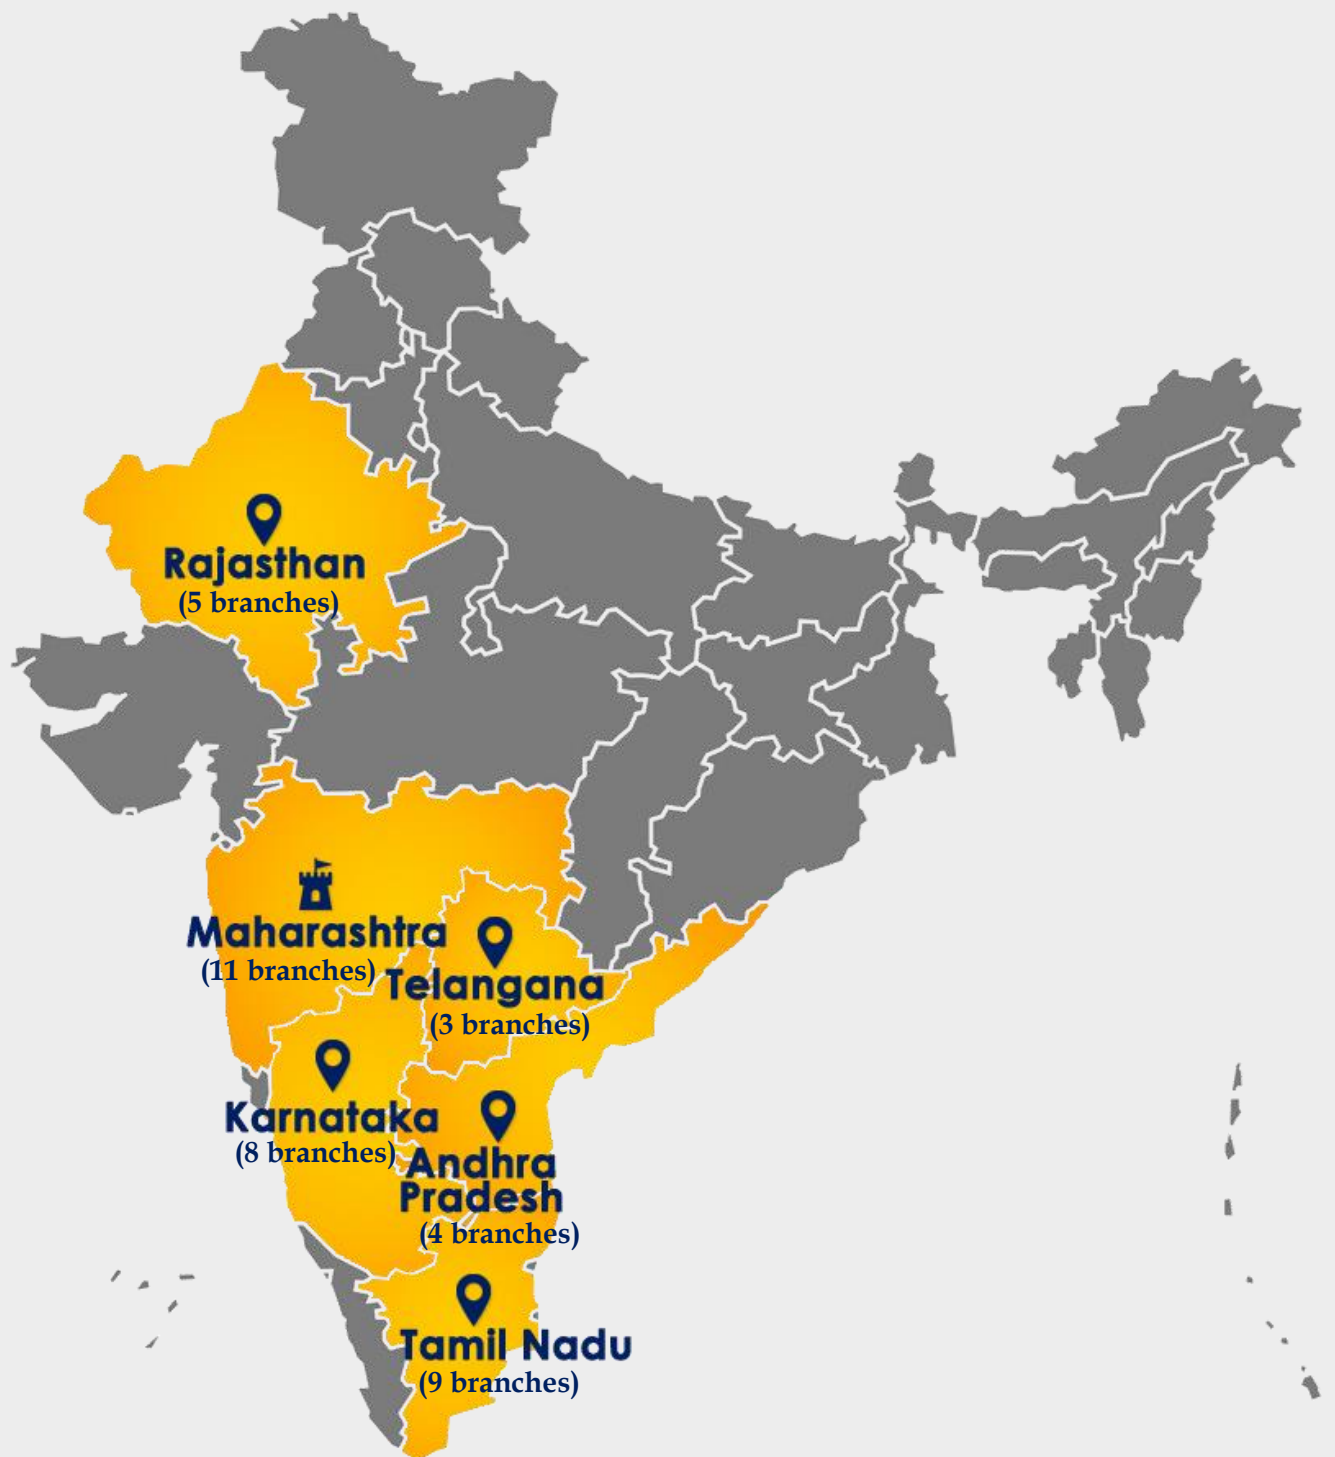 Rajasthan
(5 branches)
Maharashtra
(11 branches)
Telangana
(3 branches)
Karnataka
(8 branches)
Andhra
Pradesh
(4 branches)
Tamil Nadu
(9 branches)